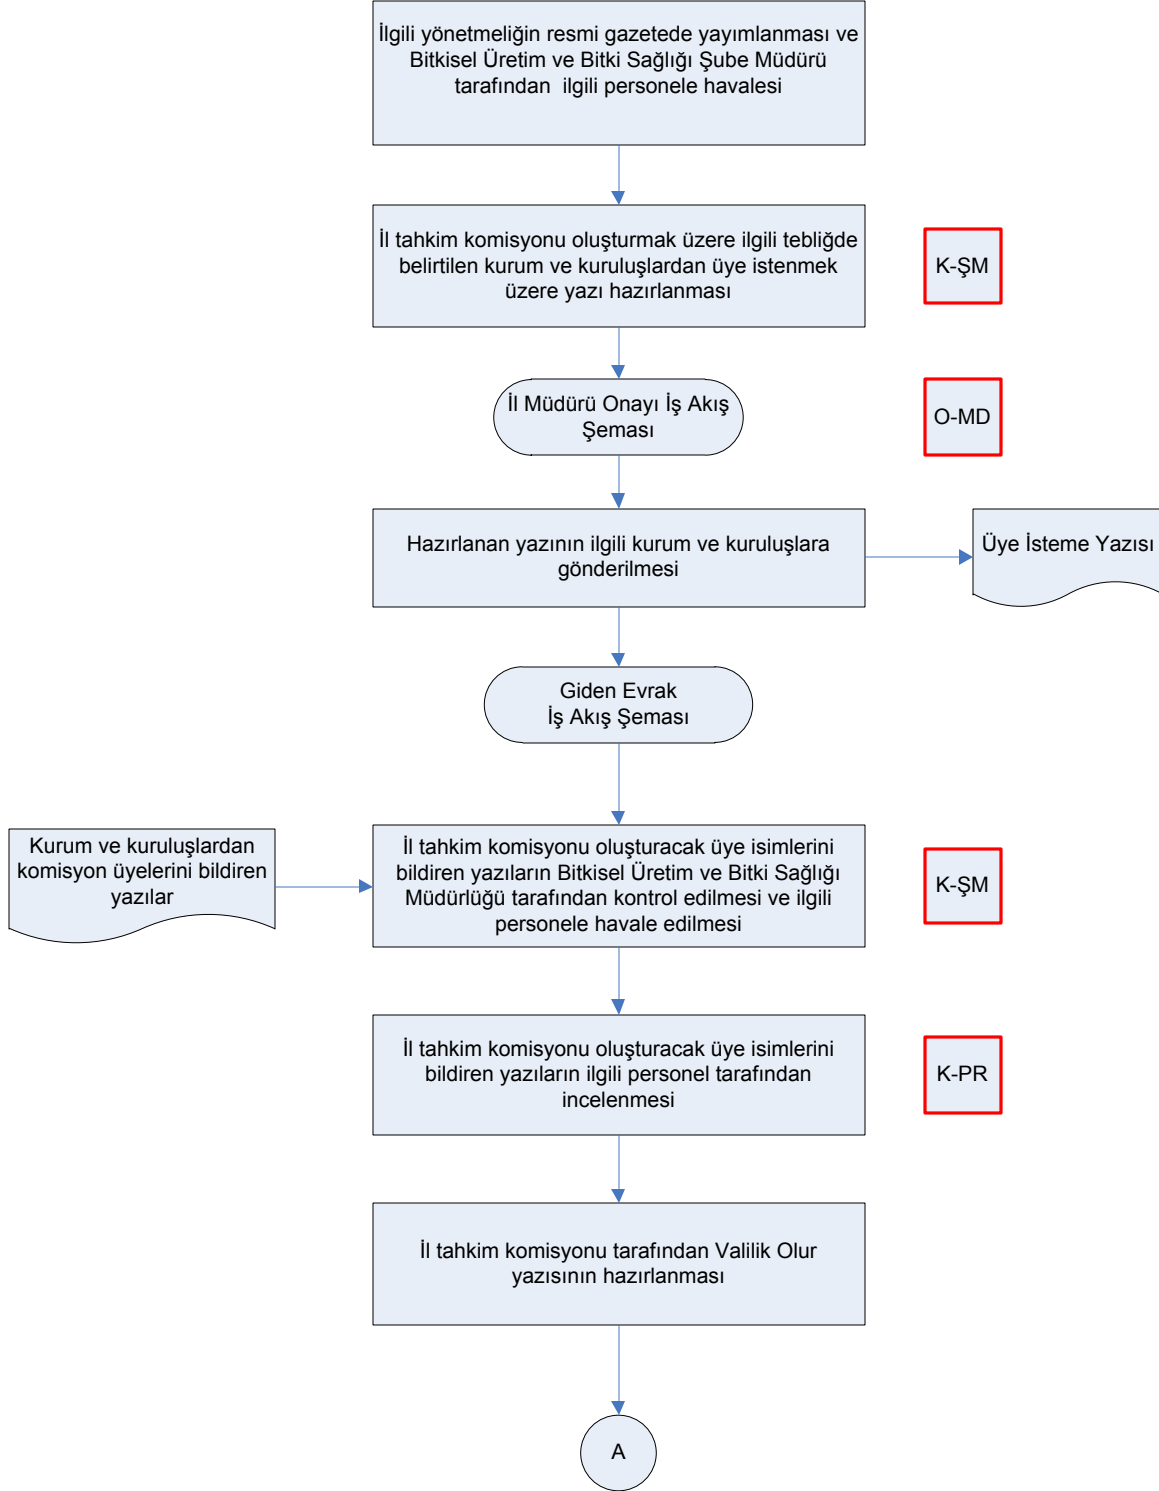 İlgili yönetmeliğin resmi gazetede yayımlanması ve
Bitkisel Üretim ve Bitki Sağlığı Şube Müdürü
tarafından  ilgili personele havalesi
İl tahkim komisyonu oluşturmak üzere ilgili tebliğde
belirtilen kurum ve kuruluşlardan üye istenmek
üzere yazı hazırlanması
K-ŞM
İl Müdürü Onayı İş Akış
Şeması
O-MD
Hazırlanan yazının ilgili kurum ve kuruluşlara
gönderilmesi
Üye İsteme Yazısı
Giden Evrak
İş Akış Şeması
Kurum ve kuruluşlardan
komisyon üyelerini bildiren
yazılar
İl tahkim komisyonu oluşturacak üye isimlerini
bildiren yazıların Bitkisel Üretim ve Bitki Sağlığı
Müdürlüğü tarafından kontrol edilmesi ve ilgili
personele havale edilmesi
K-ŞM
İl tahkim komisyonu oluşturacak üye isimlerini
bildiren yazıların ilgili personel tarafından
incelenmesi
K-PR
İl tahkim komisyonu tarafından Valilik Olur
yazısının hazırlanması
A